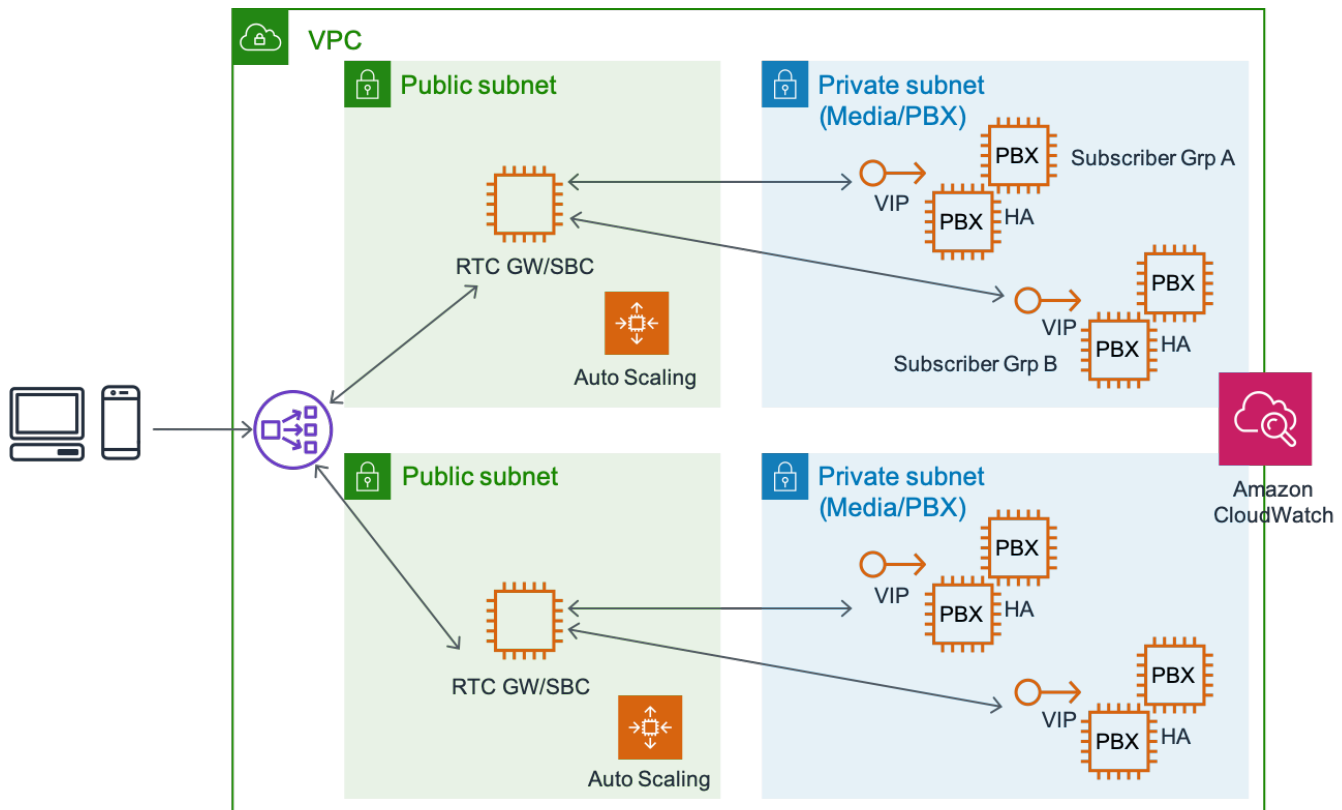 VPC
Public subnet
Private subnet
(Media/PBX)
PBX
Subscriber Grp A
VIP
PBX
HA
RTC GW/SBC
PBX
VIP
PBX
HA
Subscriber Grp B
Auto Scaling
Public subnet
Private subnet
(Media/PBX)
Amazon
CloudWatch
PBX
VIP
PBX
HA
RTC GW/SBC
PBX
VIP
PBX
HA
Auto Scaling